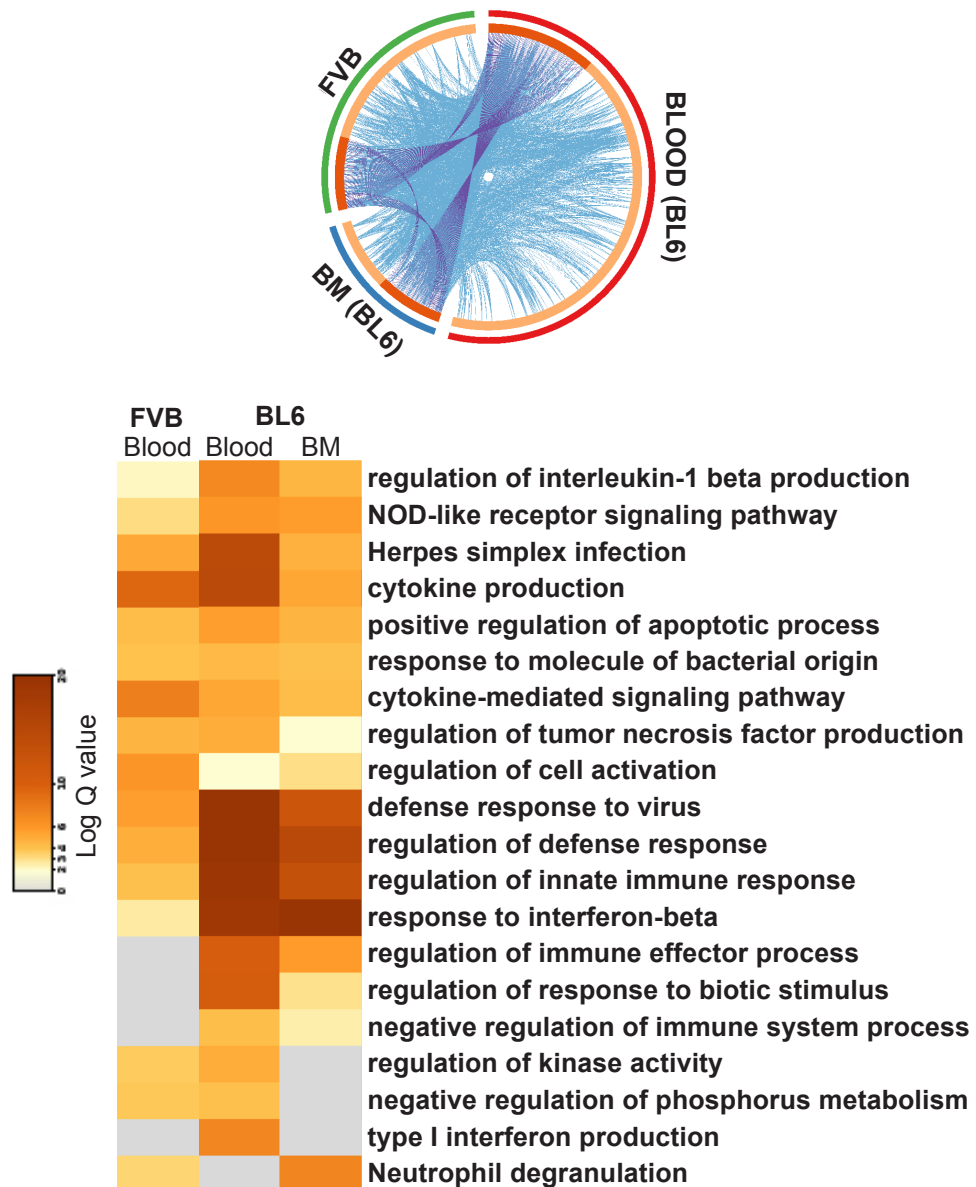 FVB
BLOOD (BL6)
BM (BL6)
FVB BL6
Blood Blood BM
regulation of interleukin-1 beta production
NOD-like receptor signaling pathway
Herpes simplex infection
cytokine production
positive regulation of apoptotic process
response to molecule of bacterial origin
cytokine-mediated signaling pathway
regulation of tumor necrosis factor production
regulation of cell activation
defense response to virus
regulation of defense response
regulation of innate immune response
response to interferon-beta
regulation of immune effector process
regulation of response to biotic stimulus
negative regulation of immune system process
regulation of kinase activity
negative regulation of phosphorus metabolism
type I interferon production
Neutrophil degranulation
20
10
6
0
Log Q value